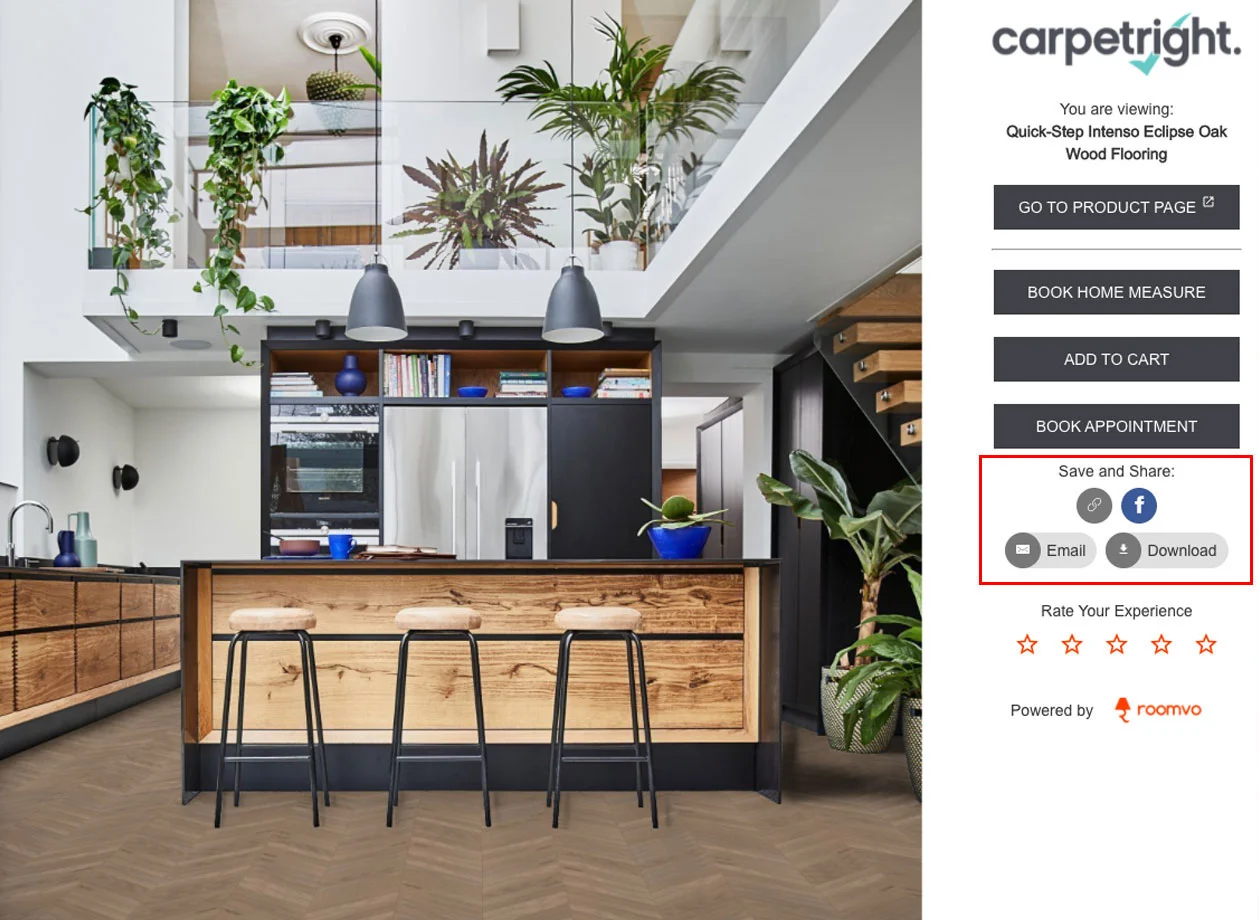 carpetright.
You are viewing:
Quick-Step Intenso Eclipse Oak
Wood Flooring
GO TO PRODUCT PAGE
BOOK HOME MEASURE
ADD TO CART
BOOK APPOINTMENT
Save and Share:
f
Email Download
Rate Your Experience
Powered by roomvo